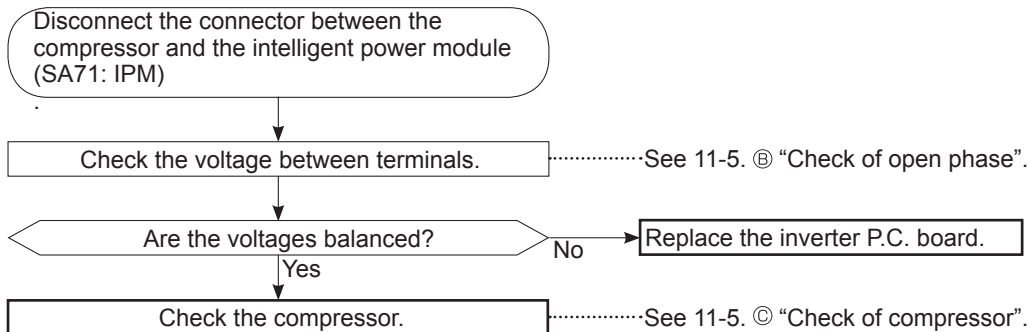 Disconnect the connector between the
compressor and the intelligent power module
(SA71: IPM)
.
Check the voltage between terminals.
See 11-5. Ⓑ “Check of open phase”.
Are the voltages balanced?
No
Replace the inverter P.C. board.
Yes
Check the compressor.
See 11-5. Ⓒ “Check of compressor”.